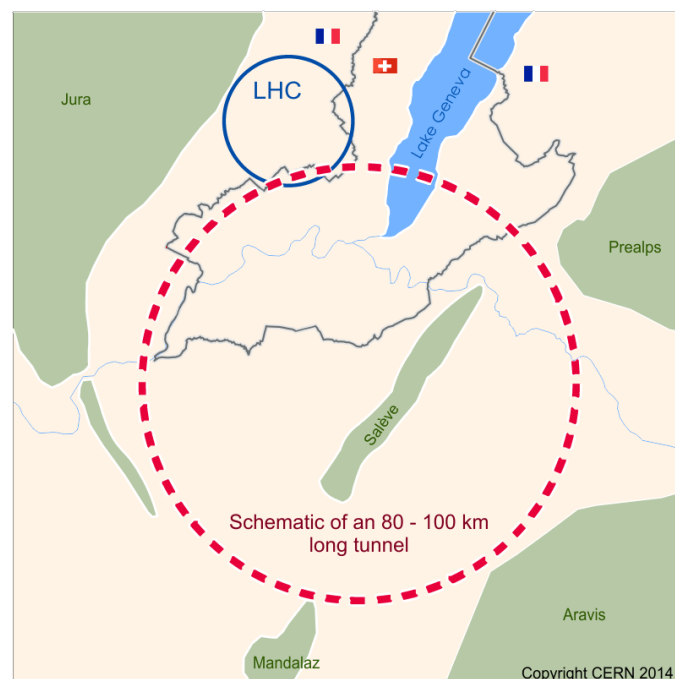 LHC
Jura
Lake Geneva
Prealps
Salève
Schematic of an 80 - 100 km
long tunnel
Aravis
Mandalaz
Copyright CERN 2014